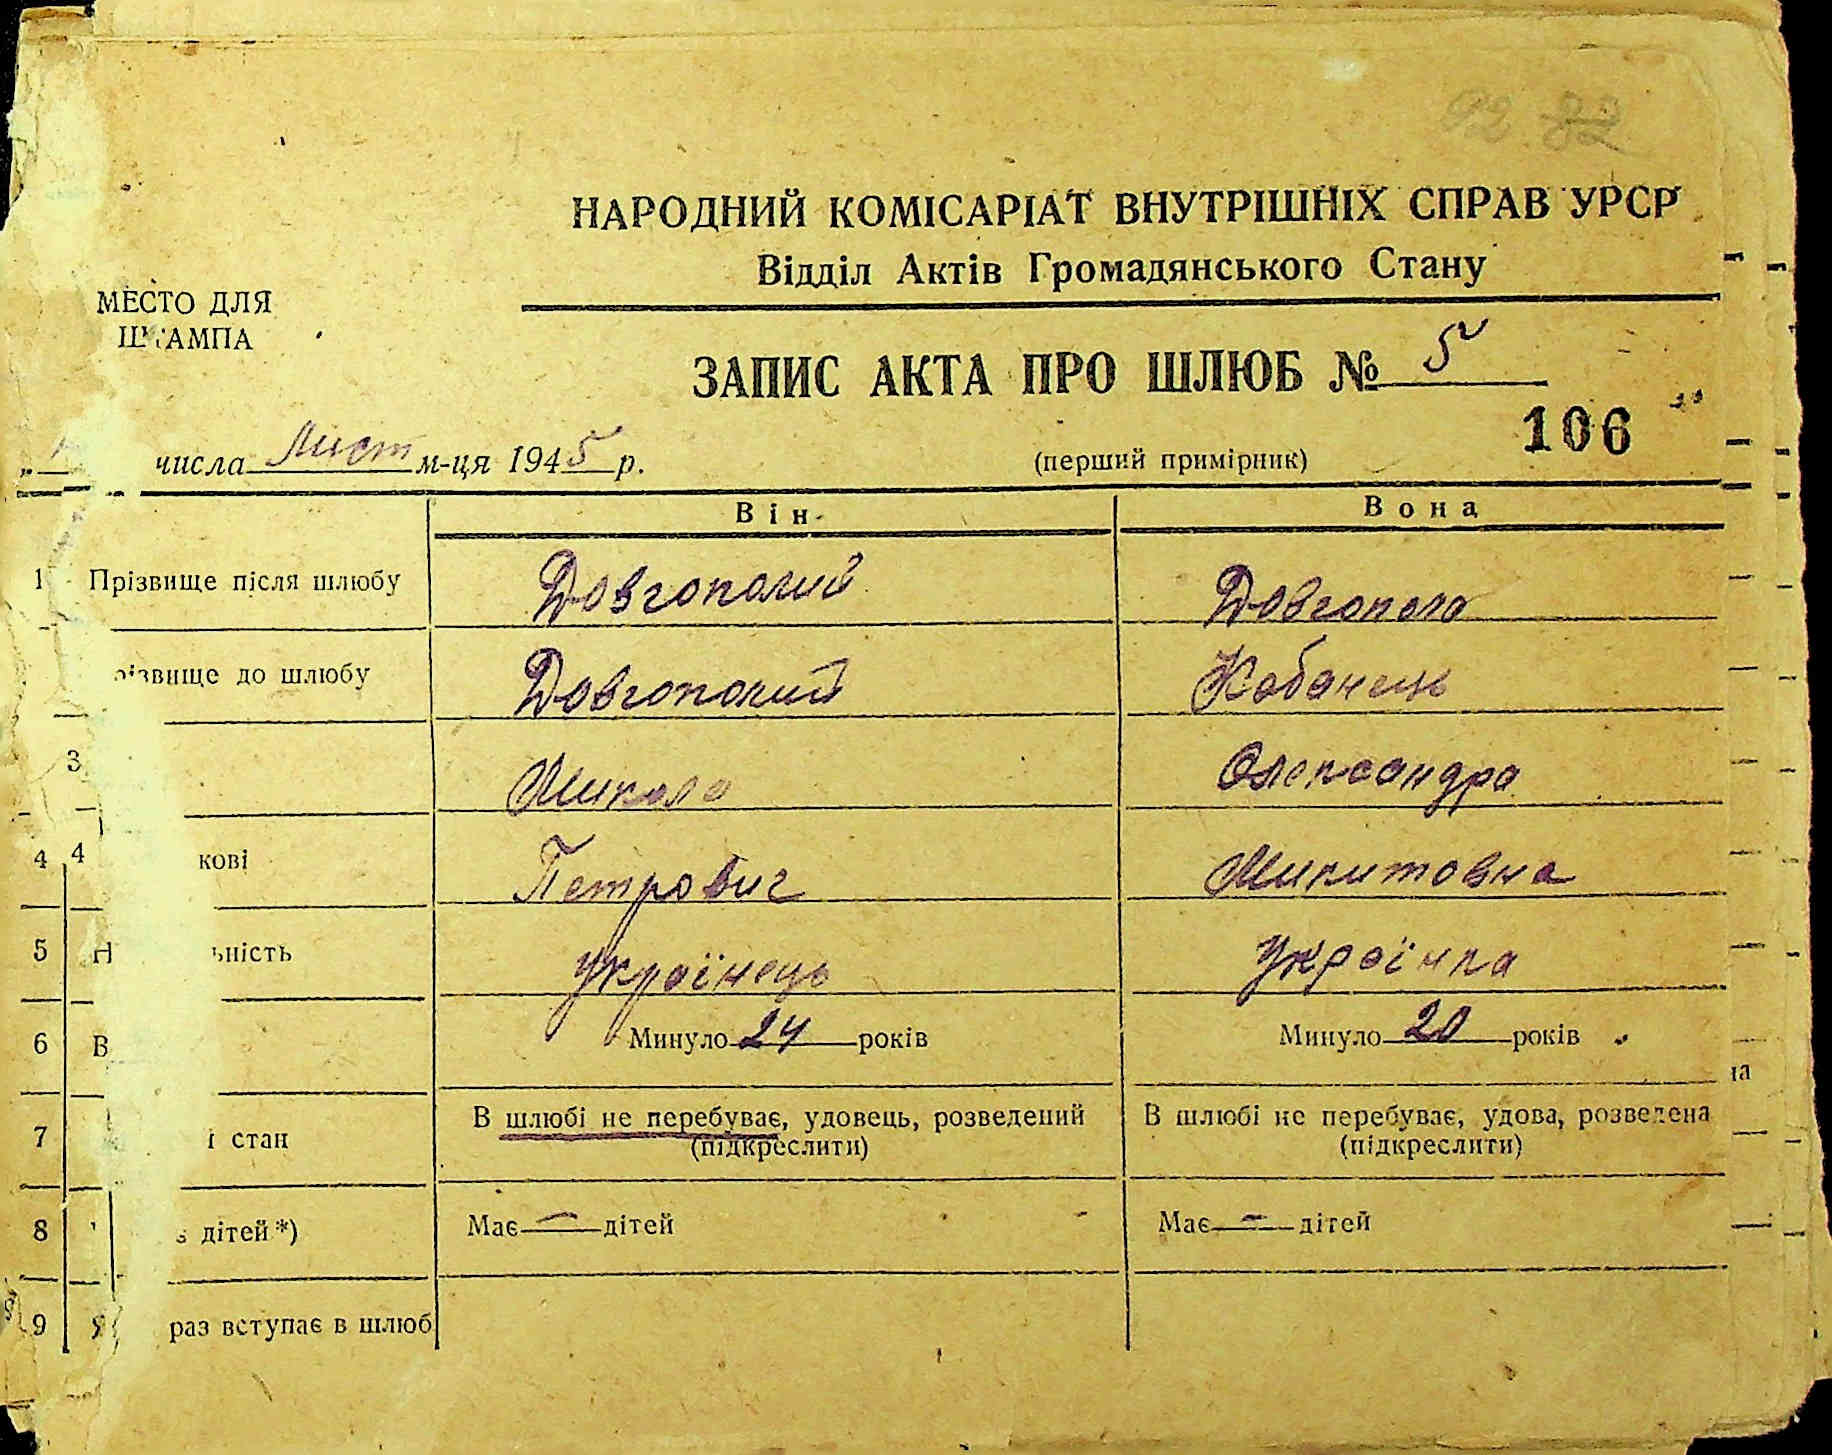 92 82
НАРОДНИЙ КОМІСАРІАТ ВНУТРІШНІХ СПРАВ УРСР
Відділ Актів Громадянського Стану
МЕСТО ДЛЯ
ШТАМПА
ЗАПИС АКТА ПРО ШЛЮБ № 5
106
числа Лист м-ця 1945 р.
(перший примірник)
Він Вона
1 Прізвище після шлюбу Довгополий Довгопола
різвище до шлюбу Довгополий Кабанець
3 Микола Олександра
4 4 кові Петрович Микитовна
5 Н ьність Українець Українка
6 В Минуло 24 років Минуло 20 років
7 і стан В шлюбі не перебуває, удовець, розведений В шлюбі не перебуває, удова, розведена
(підкреслити) (підкреслити)
8 дітей *) Має — дітей Має — дітей
9 раз вступає в шлюб
на